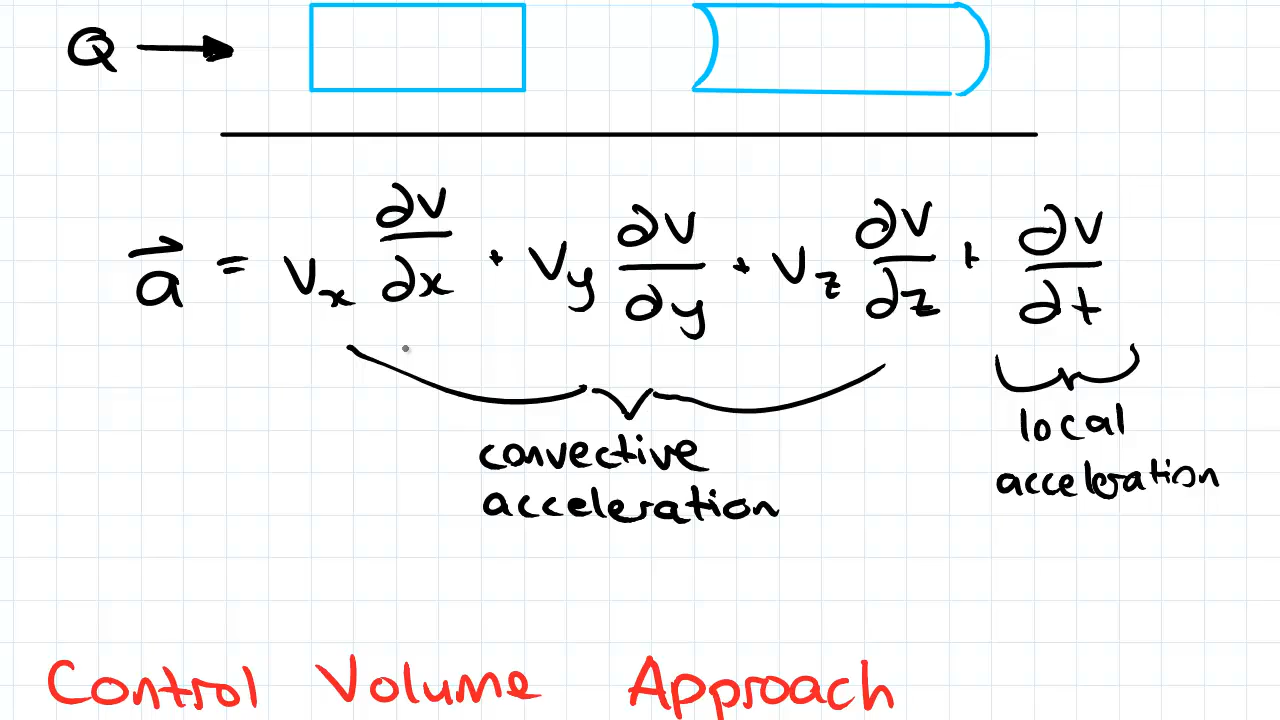 Q →
a⃗ = Vx ∂V/∂x + Vy ∂V/∂y + Vz ∂V/∂z + ∂V/∂t
convective
acceleration
local
acceleration
Control Volume Approach